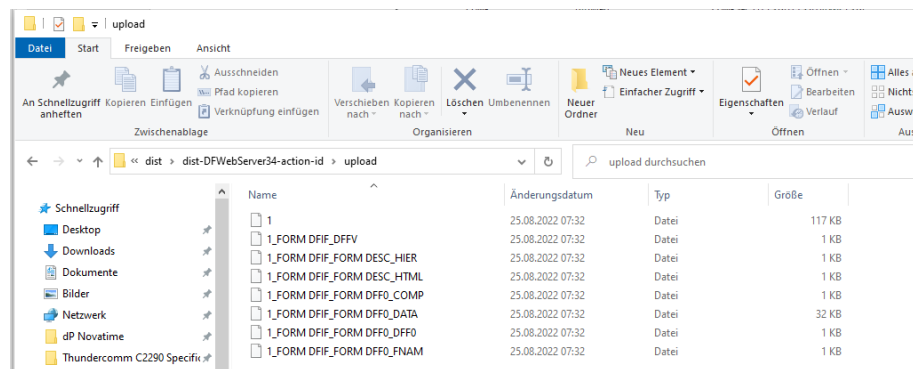 upload
Datei Start Freigeben Ansicht
An Schnellzugriff anheften
Kopieren
Einfügen
Ausschneiden
Pfad kopieren
Verknüpfung einfügen
Zwischenablage
Verschieben nach
Kopieren nach
Löschen
Umbenennen
Organisieren
Neuer Ordner
Neues Element
Einfacher Zugriff
Neu
Eigenschaften
Öffnen
Bearbeiten
Verlauf
Öffnen
Alles
Nicht
Ausw
Aus
« dist › dist-DFWebServer34-action-id › upload
upload durchsuchen
Schnellzugriff
Desktop
Downloads
Dokumente
Bilder
Netzwerk
dP Novatime
Thundercomm C2290 Specific
Name Änderungsdatum Typ Größe
1 25.08.2022 07:32 Datei 117 KB
1_FORM DFIF_DFFV 25.08.2022 07:32 Datei 1 KB
1_FORM DFIF_FORM DESC_HIER 25.08.2022 07:32 Datei 1 KB
1_FORM DFIF_FORM DESC_HTML 25.08.2022 07:32 Datei 1 KB
1_FORM DFIF_FORM DFF0_COMP 25.08.2022 07:32 Datei 1 KB
1_FORM DFIF_FORM DFF0_DATA 25.08.2022 07:32 Datei 32 KB
1_FORM DFIF_FORM DFF0_DFF0 25.08.2022 07:32 Datei 1 KB
1_FORM DFIF_FORM DFF0_FNAM 25.08.2022 07:32 Datei 1 KB